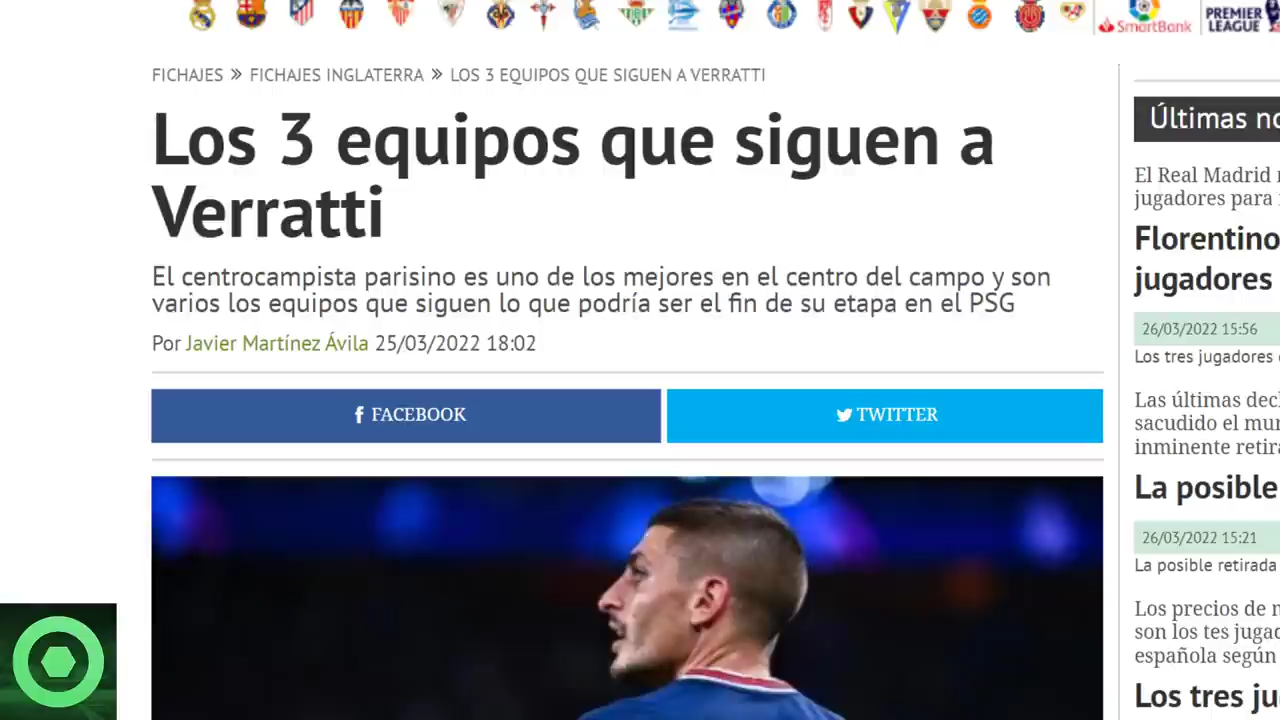 SmartBank
PREMIER
LEAGUE
FICHAJES » FICHAJES INGLATERRA » LOS 3 EQUIPOS QUE SIGUEN A VERRATTI
Los 3 equipos que siguen a
Verratti
El centrocampista parisino es uno de los mejores en el centro del campo y son
varios los equipos que siguen lo que podría ser el fin de su etapa en el PSG
Por Javier Martínez Ávila 25/03/2022 18:02
FACEBOOK
TWITTER
Últimas
El Real Madrid
jugadores para
Florentino
jugadores
26/03/2022 15:56
Los tres jugadores
Las últimas
sacudido el
inminente
La posible
26/03/2022 15:21
La posible retirada
Los precios de
son los tes
española según
Los tres